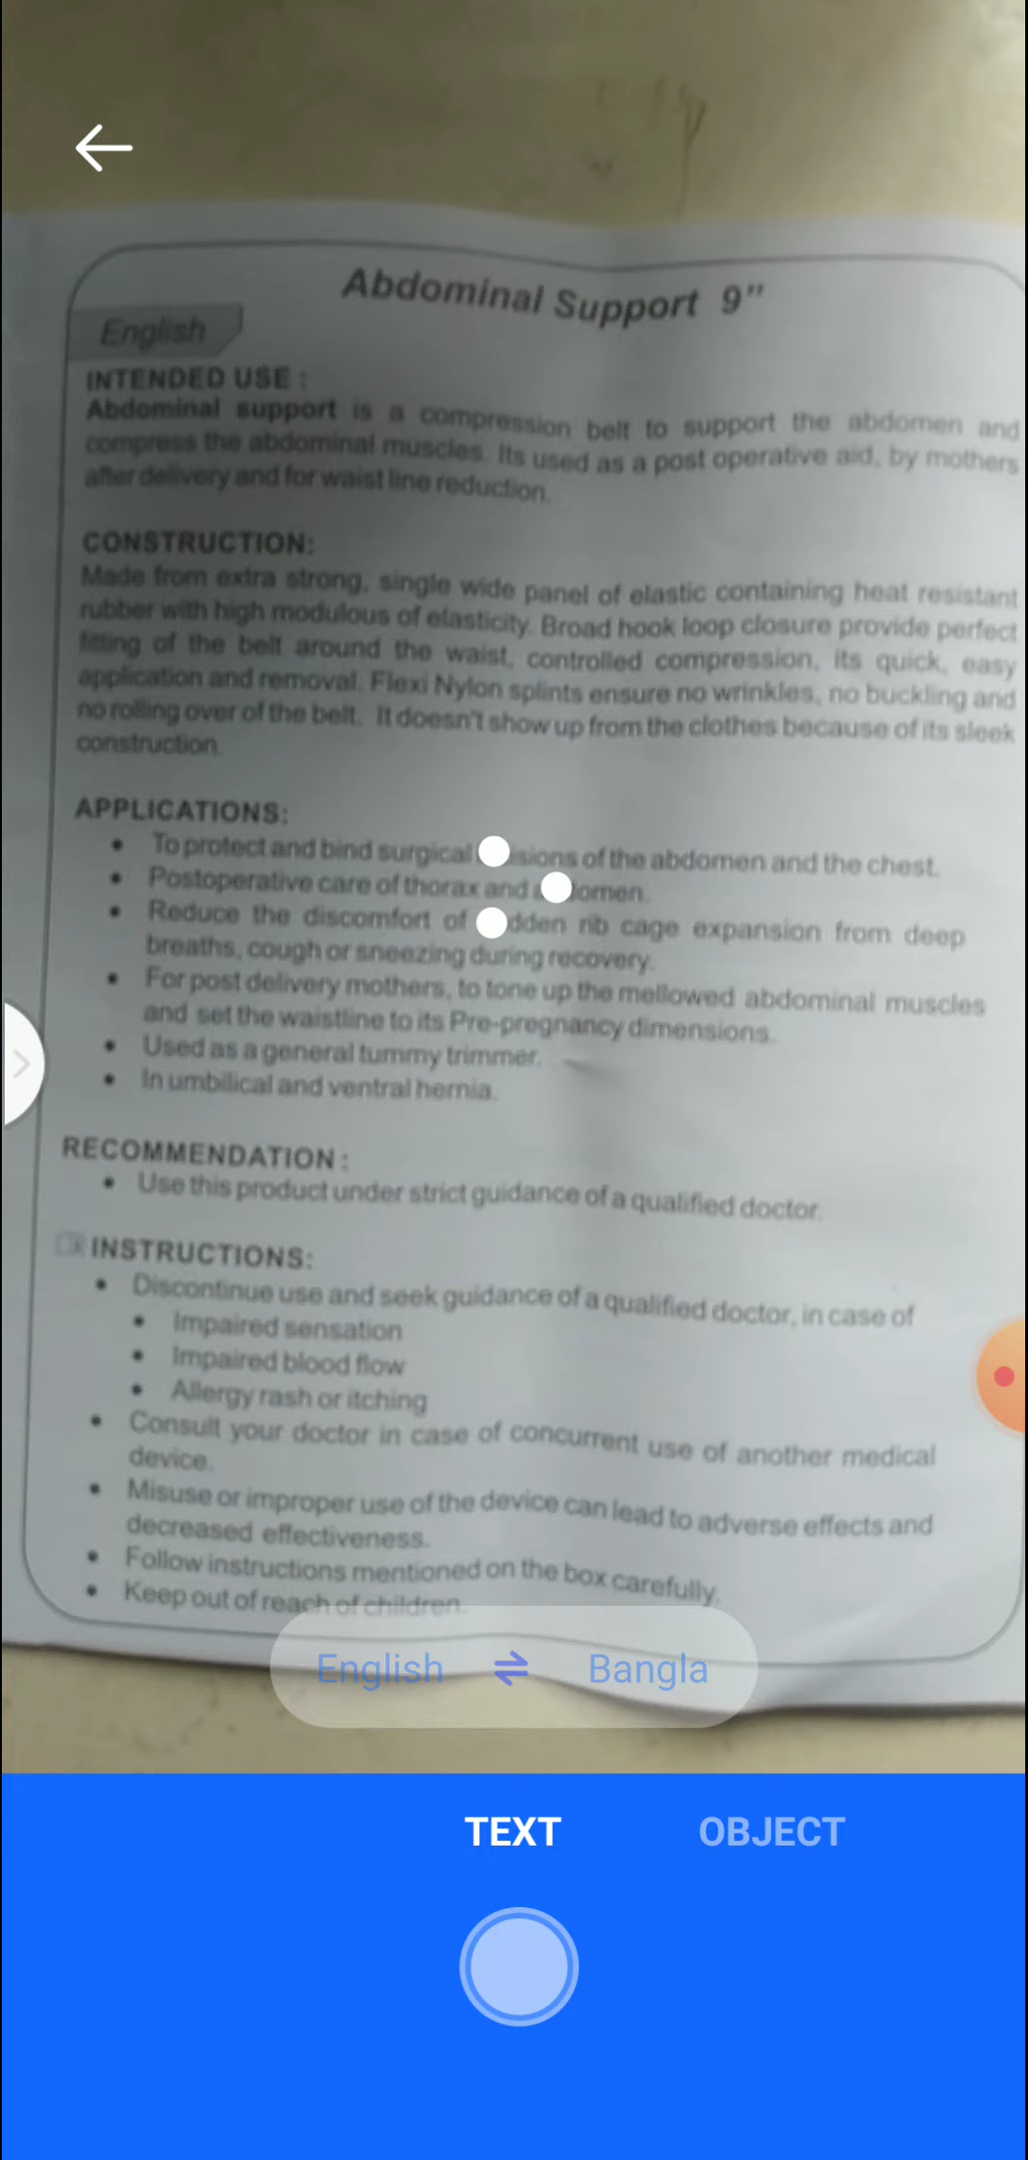 Abdominal Support 9"
English
INTENDED USE :
Abdominal support is a compression belt to support the abdomen and
compress the abdominal muscles. Its used as a post operative aid, by mothers
after delivery and for waist line reduction.
CONSTRUCTION:
Made from extra strong, single wide panel of elastic containing heat resistant
rubber with high modulous of elasticity. Broad hook loop closure provide perfect
fitting of the belt around the waist, controlled compression, its quick, easy
application and removal. Flexi Nylon splints ensure no wrinkles, no buckling and
no rolling over of the belt. It doesn't show up from the clothes because of its sleek
construction.
APPLICATIONS:
• To protect and bind surgical sions of the abdomen and the chest.
• Postoperative care of thorax and domen.
• Reduce the discomfort of dden rib cage expansion from deep
breaths, cough or sneezing during recovery.
• For post delivery mothers, to tone up the mellowed abdominal muscles
and set the waistline to its Pre-pregnancy dimensions.
• Used as a general tummy trimmer.
• In umbilical and ventral hernia.
RECOMMENDATION :
• Use this product under strict guidance of a qualified doctor.
INSTRUCTIONS:
• Discontinue use and seek guidance of a qualified doctor, in case of
• Impaired sensation
• Impaired blood flow
• Allergy rash or itching
• Consult your doctor in case of concurrent use of another medical
device.
• Misuse or improper use of the device can lead to adverse effects and
decreased effectiveness.
• Follow instructions mentioned on the box carefully.
• Keep out of reach of children.
English ⇌ Bangla
TEXT OBJECT